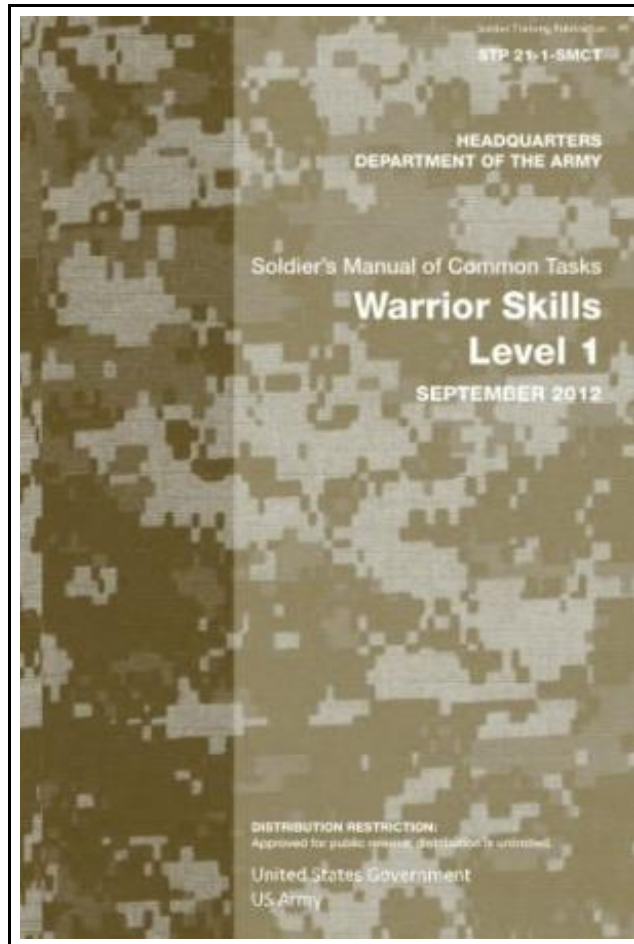 Soldier Training Publication
STP 21-1-SMCT
HEADQUARTERS
DEPARTMENT OF THE ARMY
Soldier's Manual of Common Tasks
Warrior Skills
Level 1
SEPTEMBER 2012
DISTRIBUTION RESTRICTION:
Approved for public release; distribution is unlimited.
United States Government
US Army